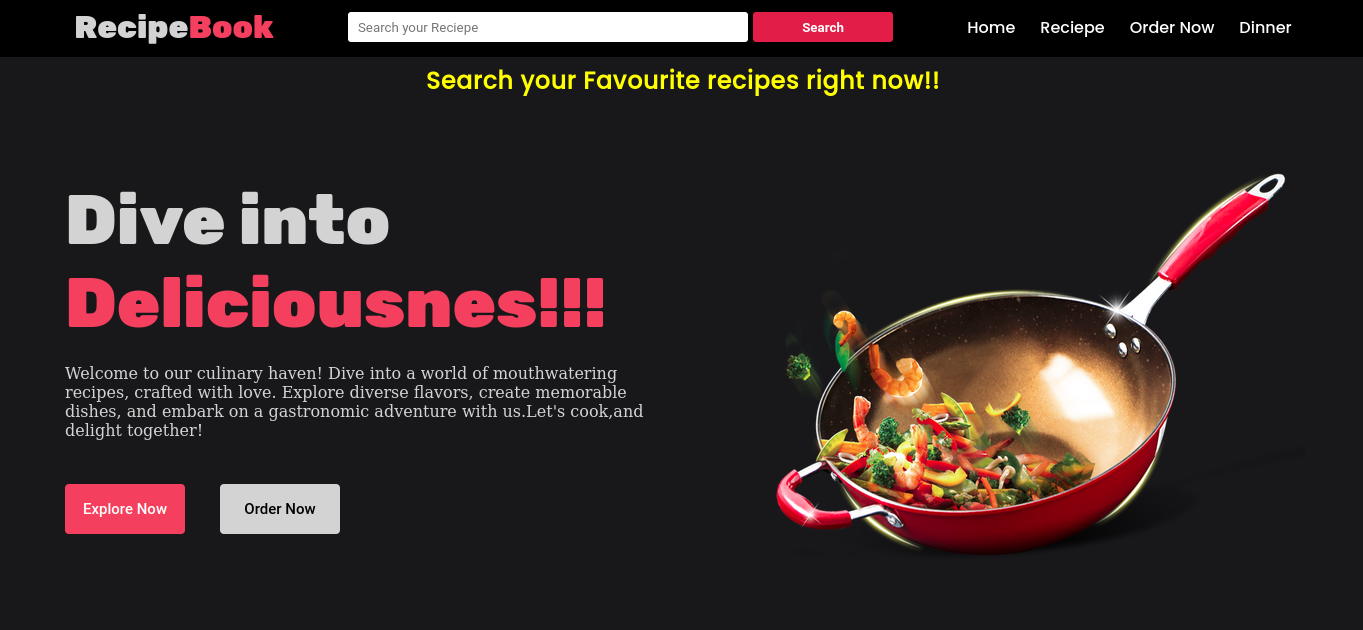 RecipeBook
Search your Reciepe
Search
Home
Reciepe
Order Now
Dinner
Search your Favourite recipes right now!!
Dive into
Deliciousnes!!!
Welcome to our culinary haven! Dive into a world of mouthwatering
recipes, crafted with love. Explore diverse flavors, create memorable
dishes, and embark on a gastronomic adventure with us.Let's cook,and
delight together!
Explore Now
Order Now